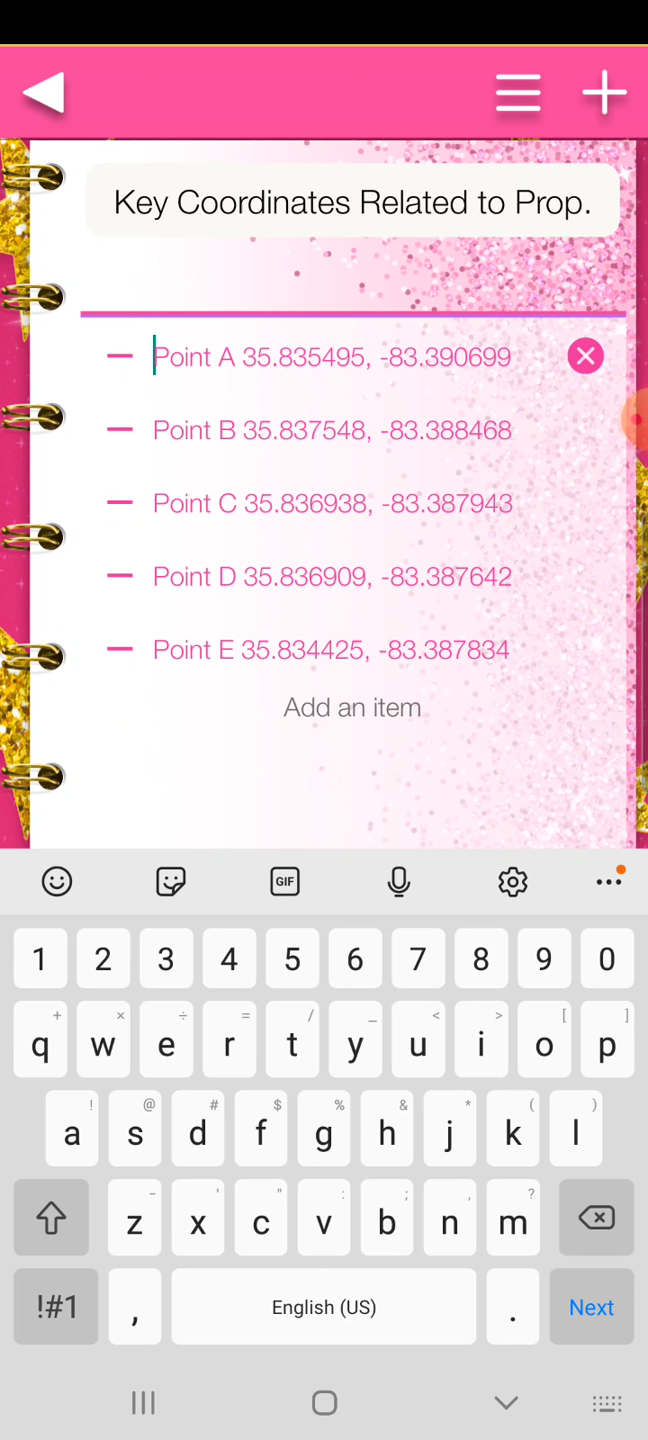 Key Coordinates Related to Prop.
Point A 35.835495, -83.390699
Point B 35.837548, -83.388468
Point C 35.836938, -83.387943
Point D 35.836909, -83.387642
Point E 35.834425, -83.387834
Add an item
GIF
1 2 3 4 5 6 7 8 9 0
+ × ÷ = / _ < > [ ]
q w e r t y u i o p
! @ # $ % & * ( )
a s d f g h j k l
- ' " : ; , ?
z x c v b n m
!#1 , English (US) . Next